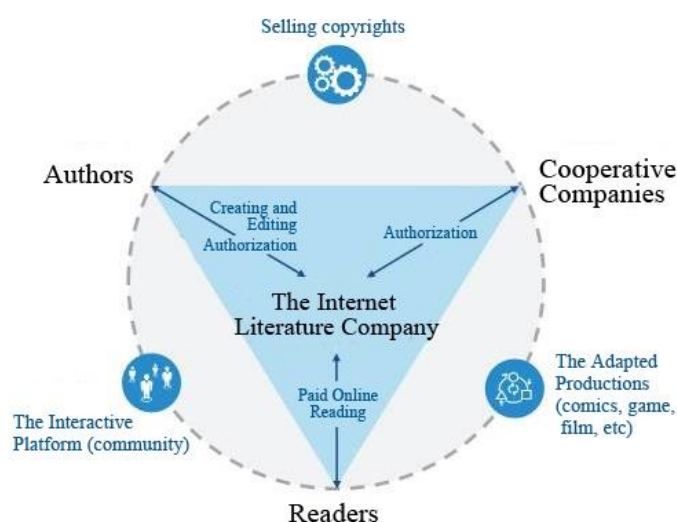 Selling copyrights
Authors
Cooperative
Companies
Creating and
Editing
Authorization
Authorization
The Internet
Literature Company
The Adapted
Productions
(comics, game,
film, etc)
Paid Online
Reading
The Interactive
Platform (community)
Readers